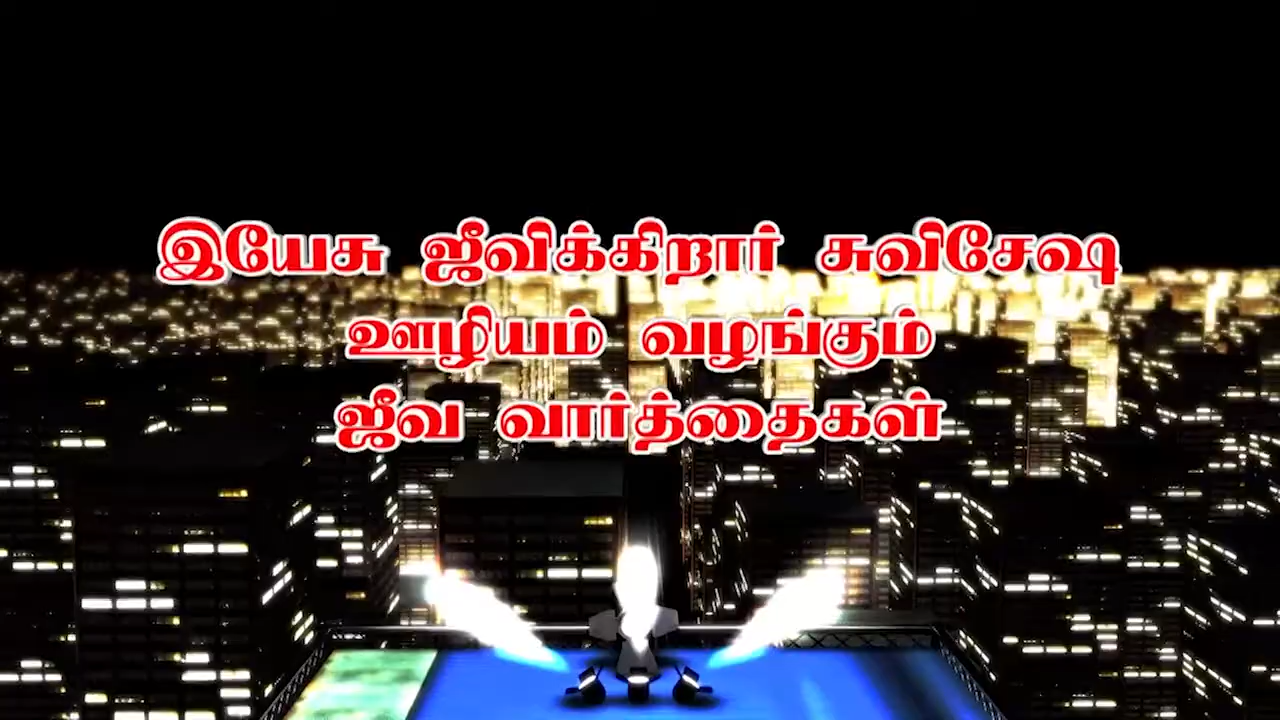 இயேசு ஜீவிக்கிறார் சுவிசேஷ
ஊழியம் வழங்கும்
ஜீவ வார்த்தைகள்